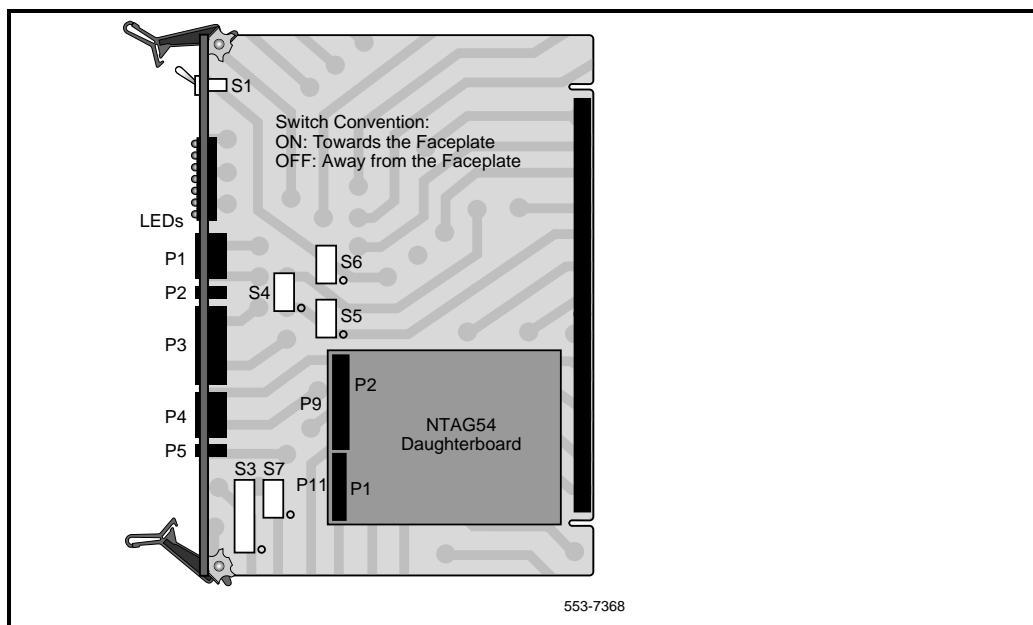 S1
Switch Convention:
ON: Towards the Faceplate
OFF: Away from the Faceplate
LEDs
P1
S6
P2
S4
S5
P3
P2
P9
P4
NTAG54
Daughterboard
P5
S3
S7
P11
P1
553-7368